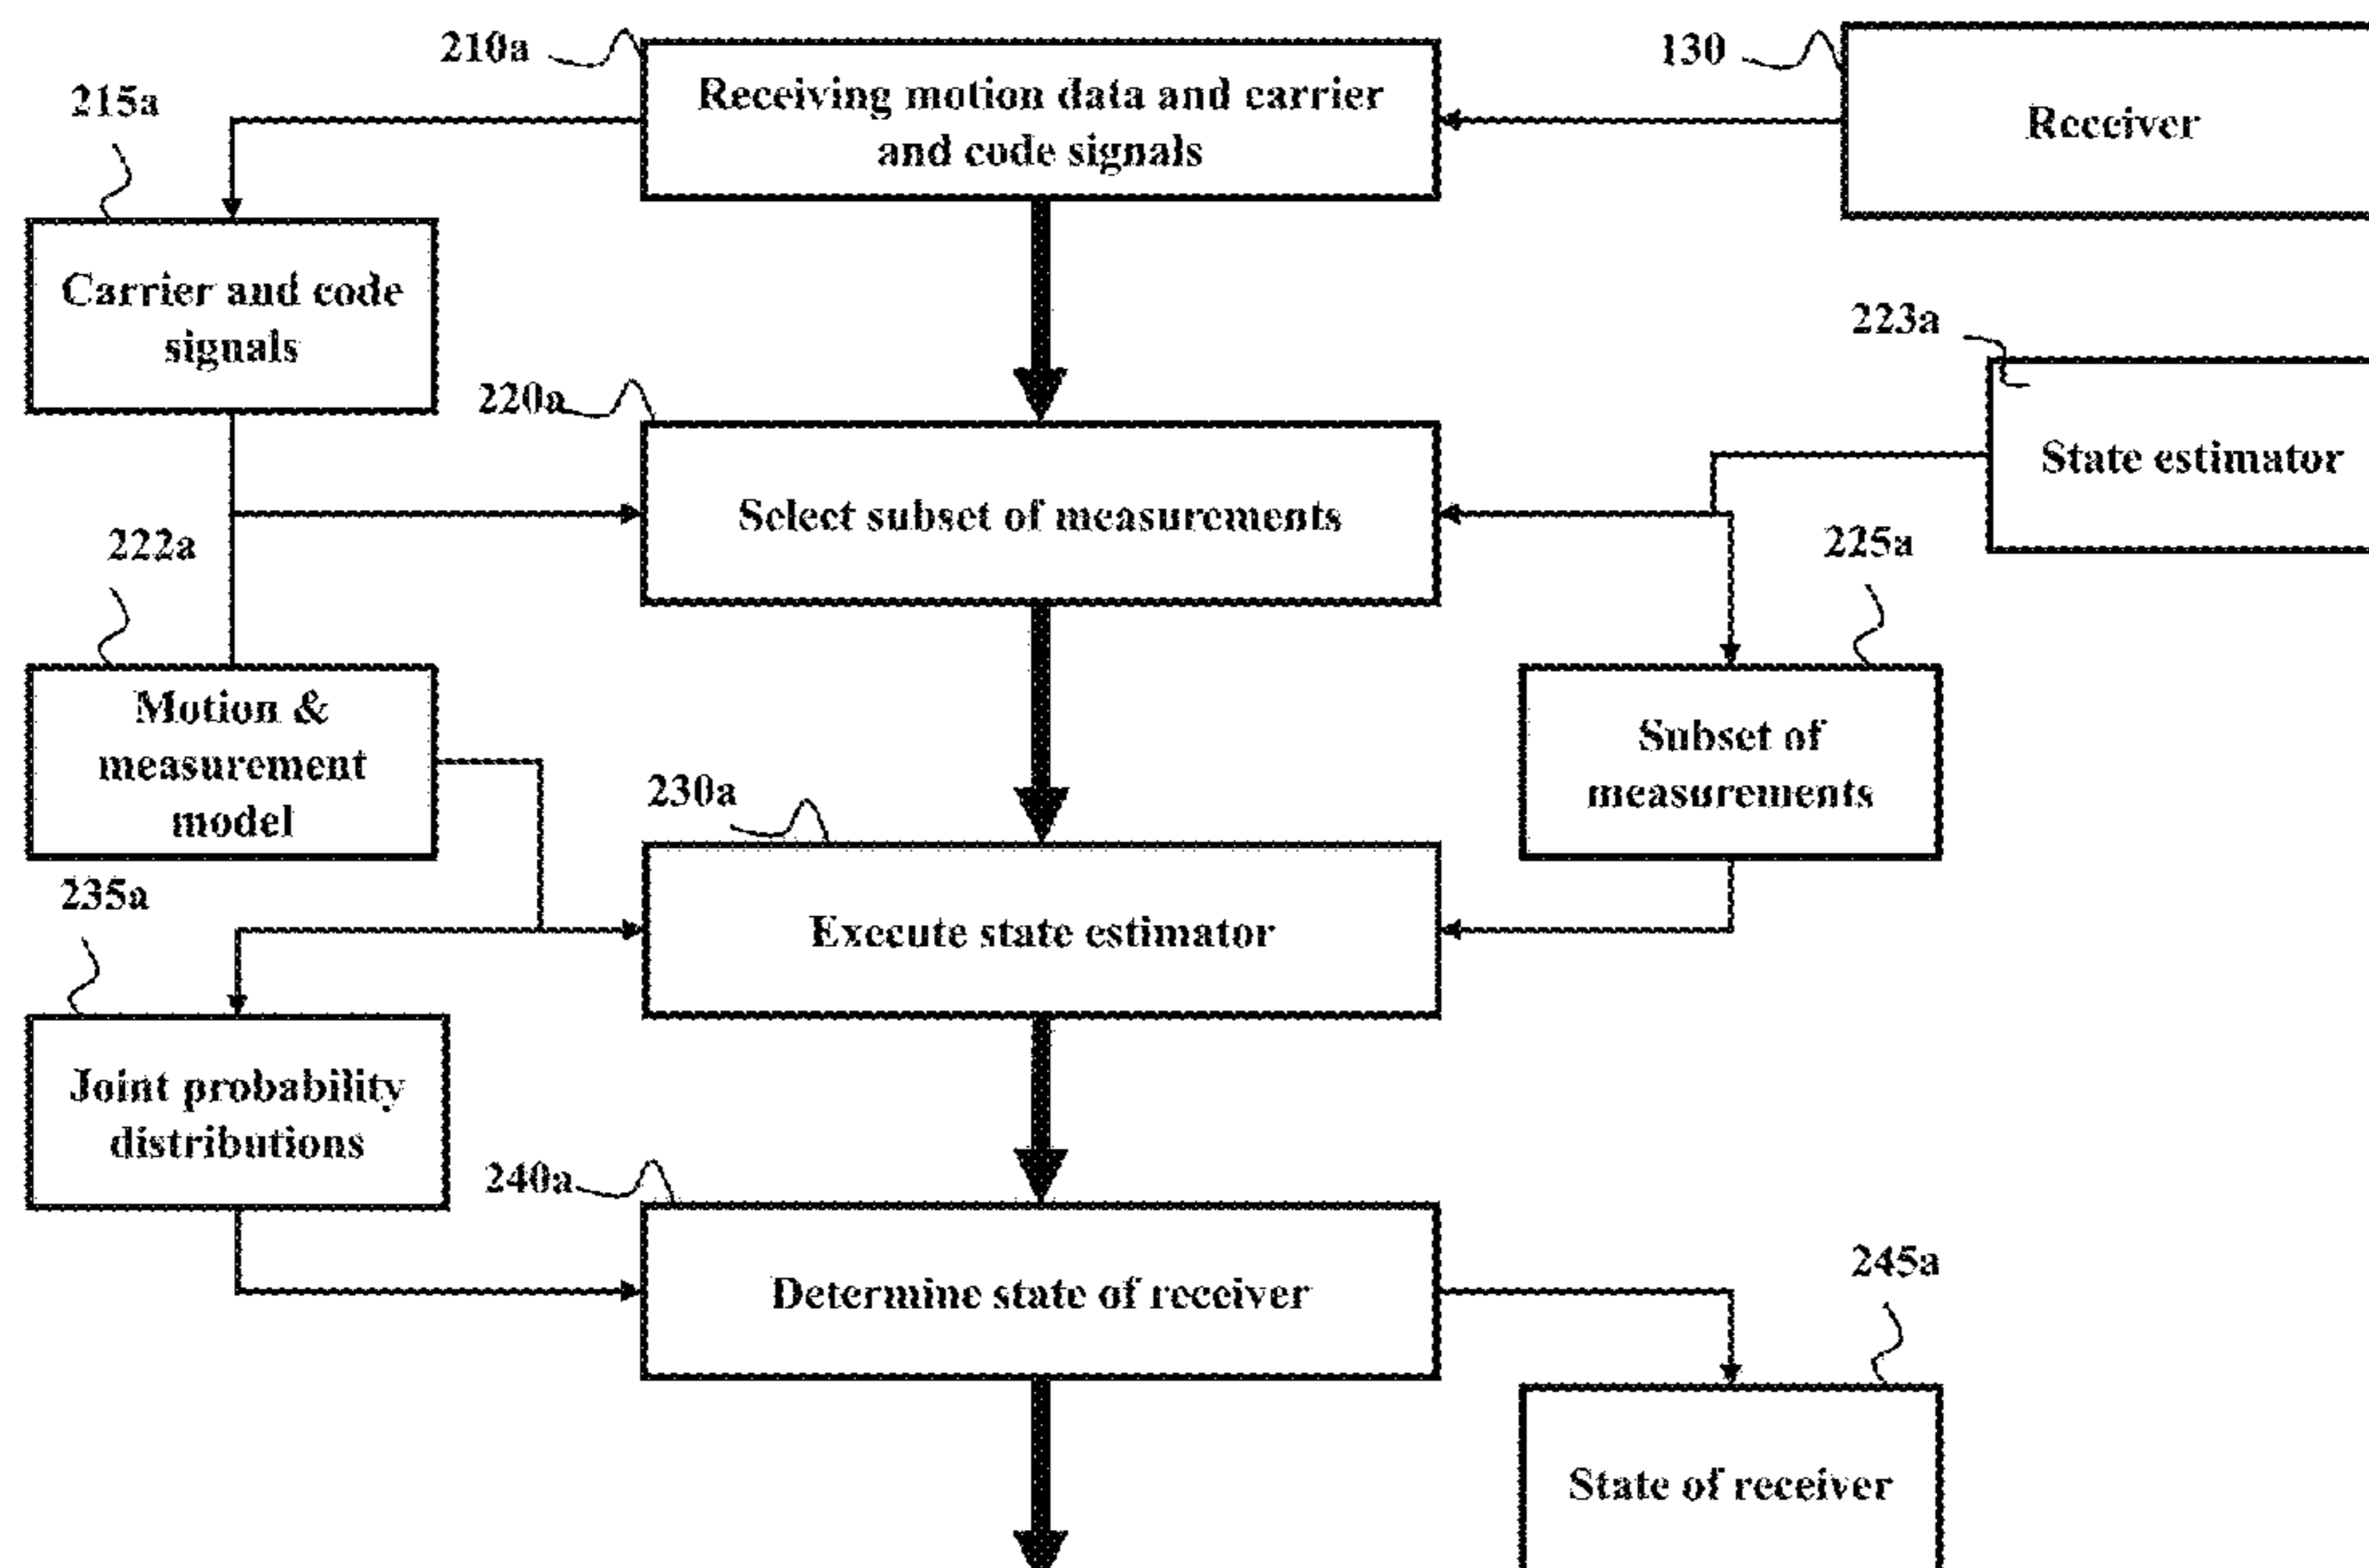 210a
130
Receiving motion data and carrier
and code signals
Receiver
215a
Carrier and code
signals
223a
220a
State estimator
Select subset of measurements
222a
225a
Motion &
measurement
model
Subset of
measurements
230a
235a
Execute state estimator
Joint probability
distributions
240a
245a
Determine state of receiver
State of receiver